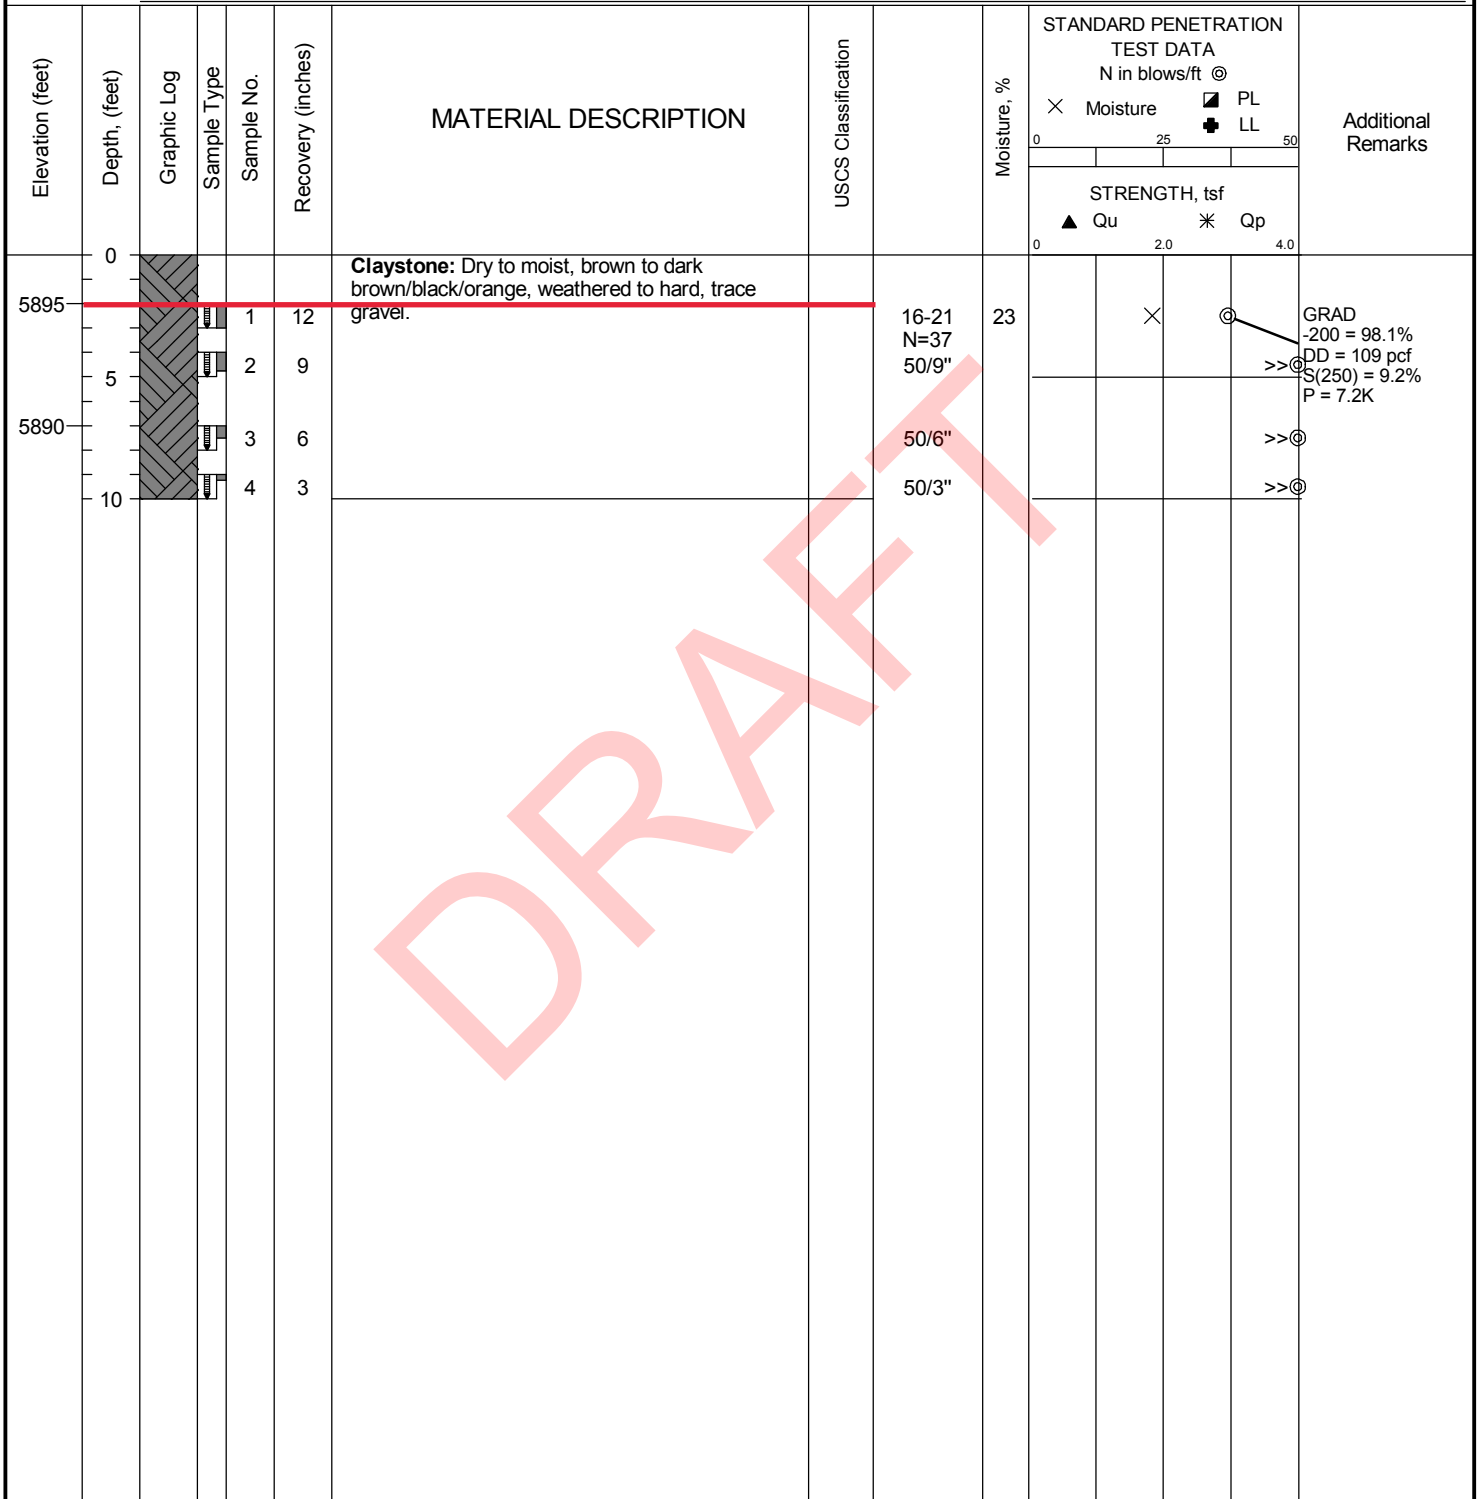 Elevation (feet)
Depth, (feet)
Graphic Log
Sample Type
Sample No.
Recovery (inches)
MATERIAL DESCRIPTION
USCS Classification
Moisture, %
STANDARD PENETRATION
TEST DATA
N in blows/ft
Moisture
PL
LL
0 25 50
STRENGTH, tsf
Qu Qp
0 2.0 4.0
Additional
Remarks
0
Claystone: Dry to moist, brown to dark
brown/black/orange, weathered to hard, trace
gravel.
5895
1 12 16-21 23
N=37
GRAD
-200 = 98.1%
DD = 109 pcf
S(250) = 9.2%
P = 7.2K
2 9 50/9" >>
5
5890
3 6 50/6" >>
4 3 50/3" >>
10
DRAFT